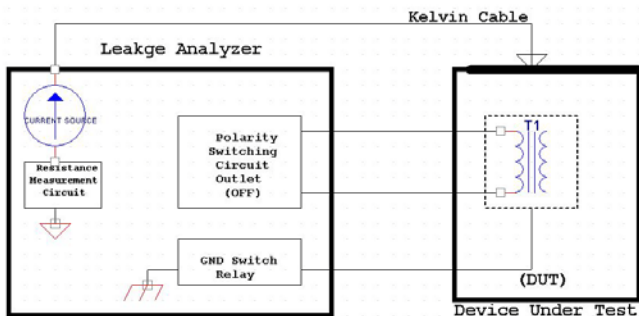 Kelvin Cable
Leakge Analyzer
CURRENT SOURCE
Resistance
Measurement
Circuit
Polarity
Switching
Circuit
Outlet
(OFF)
GND Switch
Relay
T1
(DUT)
Device Under Test